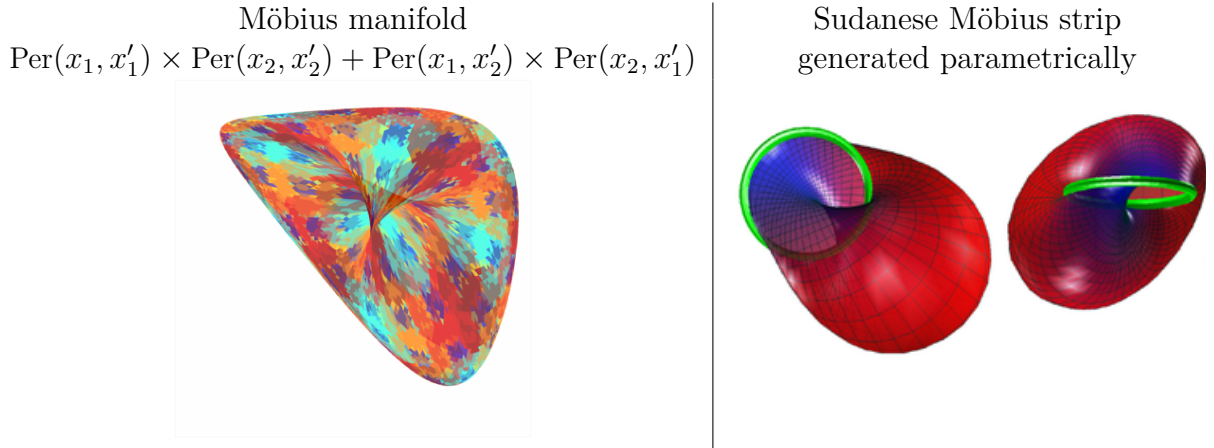 Möbius manifold
Per(x₁, x′₁) × Per(x₂, x′₂) + Per(x₁, x′₂) × Per(x₂, x′₁)
Sudanese Möbius strip
generated parametrically